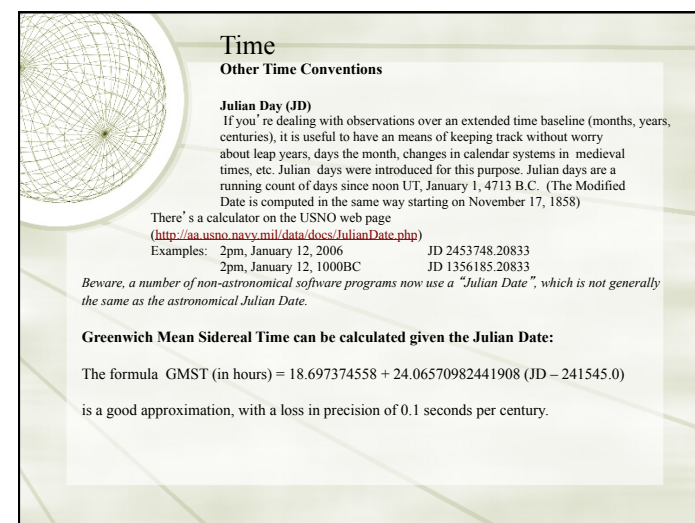 Time
Other Time Conventions
Julian Day (JD)
If you're dealing with observations over an extended time baseline (months, years,
centuries), it is useful to have an means of keeping track without worry
about leap years, days the month, changes in calendar systems in medieval
times, etc. Julian days were introduced for this purpose. Julian days are a
running count of days since noon UT, January 1, 4713 B.C. (The Modified
Date is computed in the same way starting on November 17, 1858)
There's a calculator on the USNO web page
(http://aa.usno.navy.mil/data/docs/JulianDate.php)
Examples: 2pm, January 12, 2006 JD 2453748.20833
2pm, January 12, 1000BC JD 1356185.20833
Beware, a number of non-astronomical software programs now use a “Julian Date”, which is not generally
the same as the astronomical Julian Date.
Greenwich Mean Sidereal Time can be calculated given the Julian Date:
The formula GMST (in hours) = 18.697374558 + 24.06570982441908 (JD – 241545.0)
is a good approximation, with a loss in precision of 0.1 seconds per century.